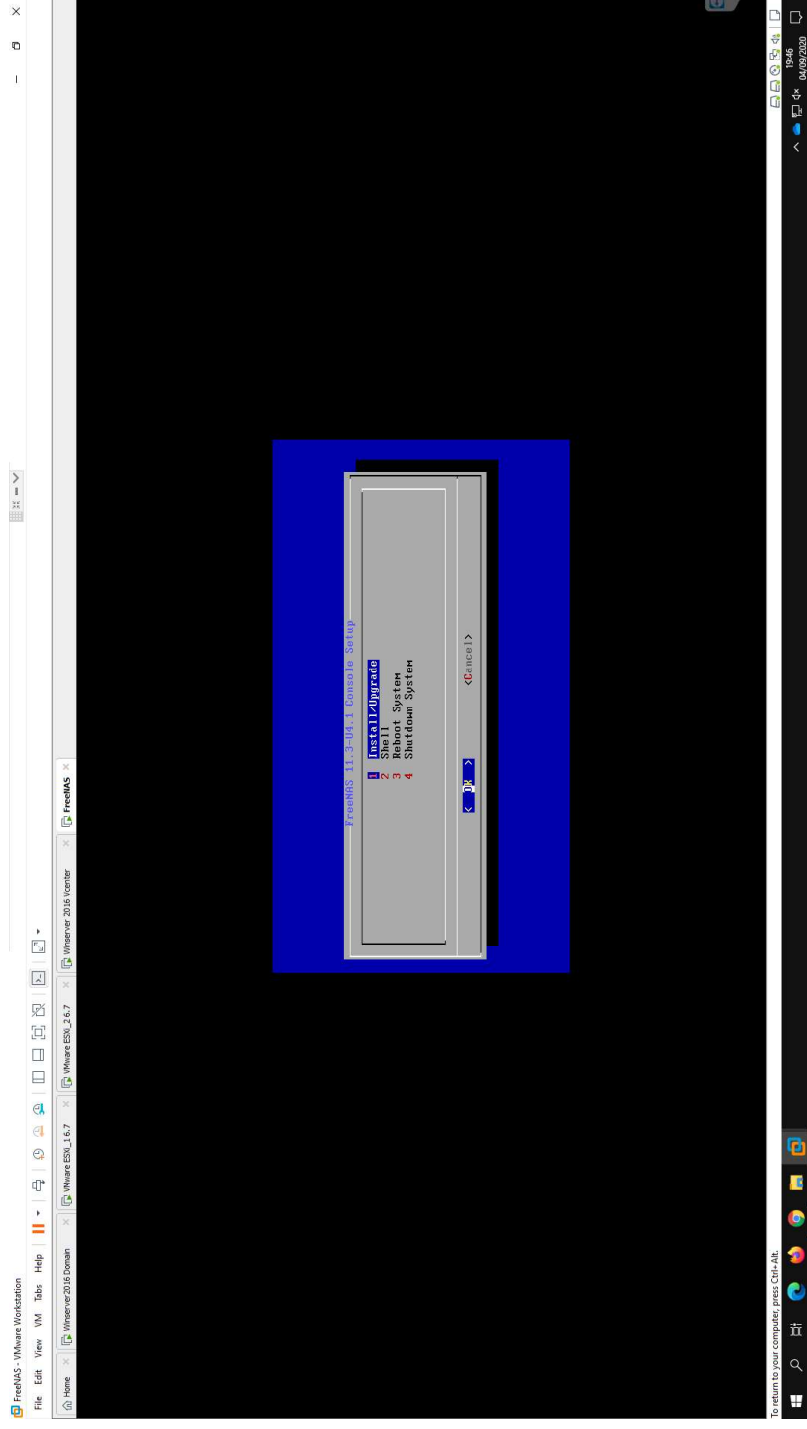 FreeNAS - VMware Workstation
File Edit View VM Tabs Help
Home
Winserver2016 Domain
VMware ESXi_1 6.7
VMware ESXi_2 6.7
Winserver 2016 Vcenter
FreeNAS
FreeNAS 11.3-U4.1 Console Setup
1 Install/Upgrade
2 Shell
3 Reboot System
4 Shutdown System
< OK >
<Cancel>
To return to your computer, press Ctrl+Alt.
19:46
04/09/2020